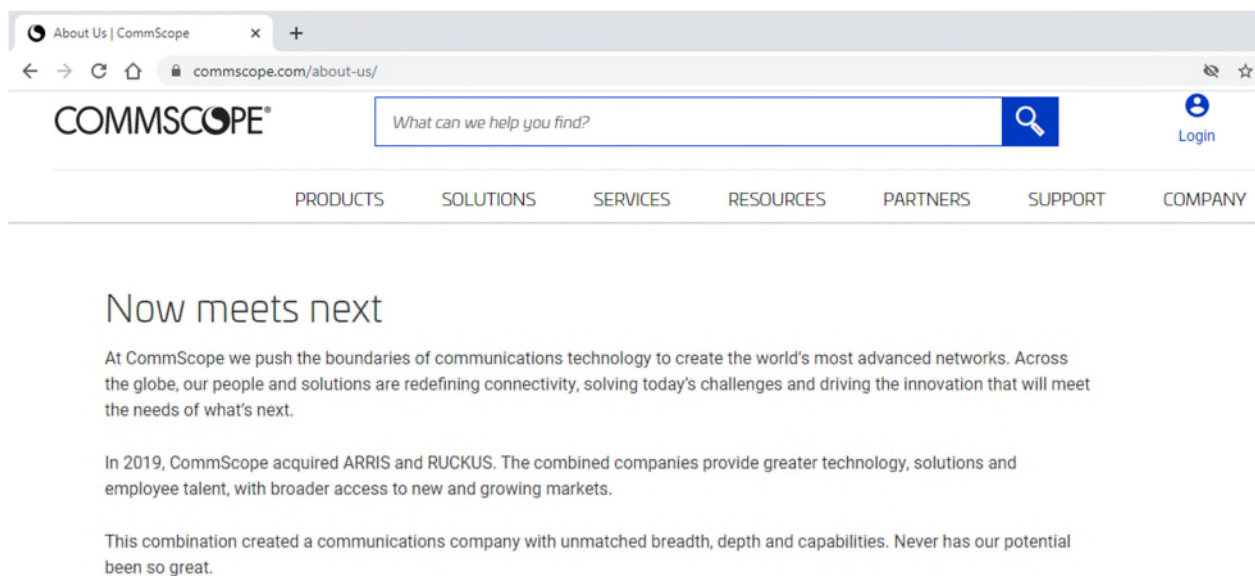 About Us | CommScope
commscope.com/about-us/
COMMSCOPE®
What can we help you find?
Login
PRODUCTS SOLUTIONS SERVICES RESOURCES PARTNERS SUPPORT COMPANY
Now meets next
At CommScope we push the boundaries of communications technology to create the world's most advanced networks. Across
the globe, our people and solutions are redefining connectivity, solving today's challenges and driving the innovation that will meet
the needs of what's next.
In 2019, CommScope acquired ARRIS and RUCKUS. The combined companies provide greater technology, solutions and
employee talent, with broader access to new and growing markets.
This combination created a communications company with unmatched breadth, depth and capabilities. Never has our potential
been so great.